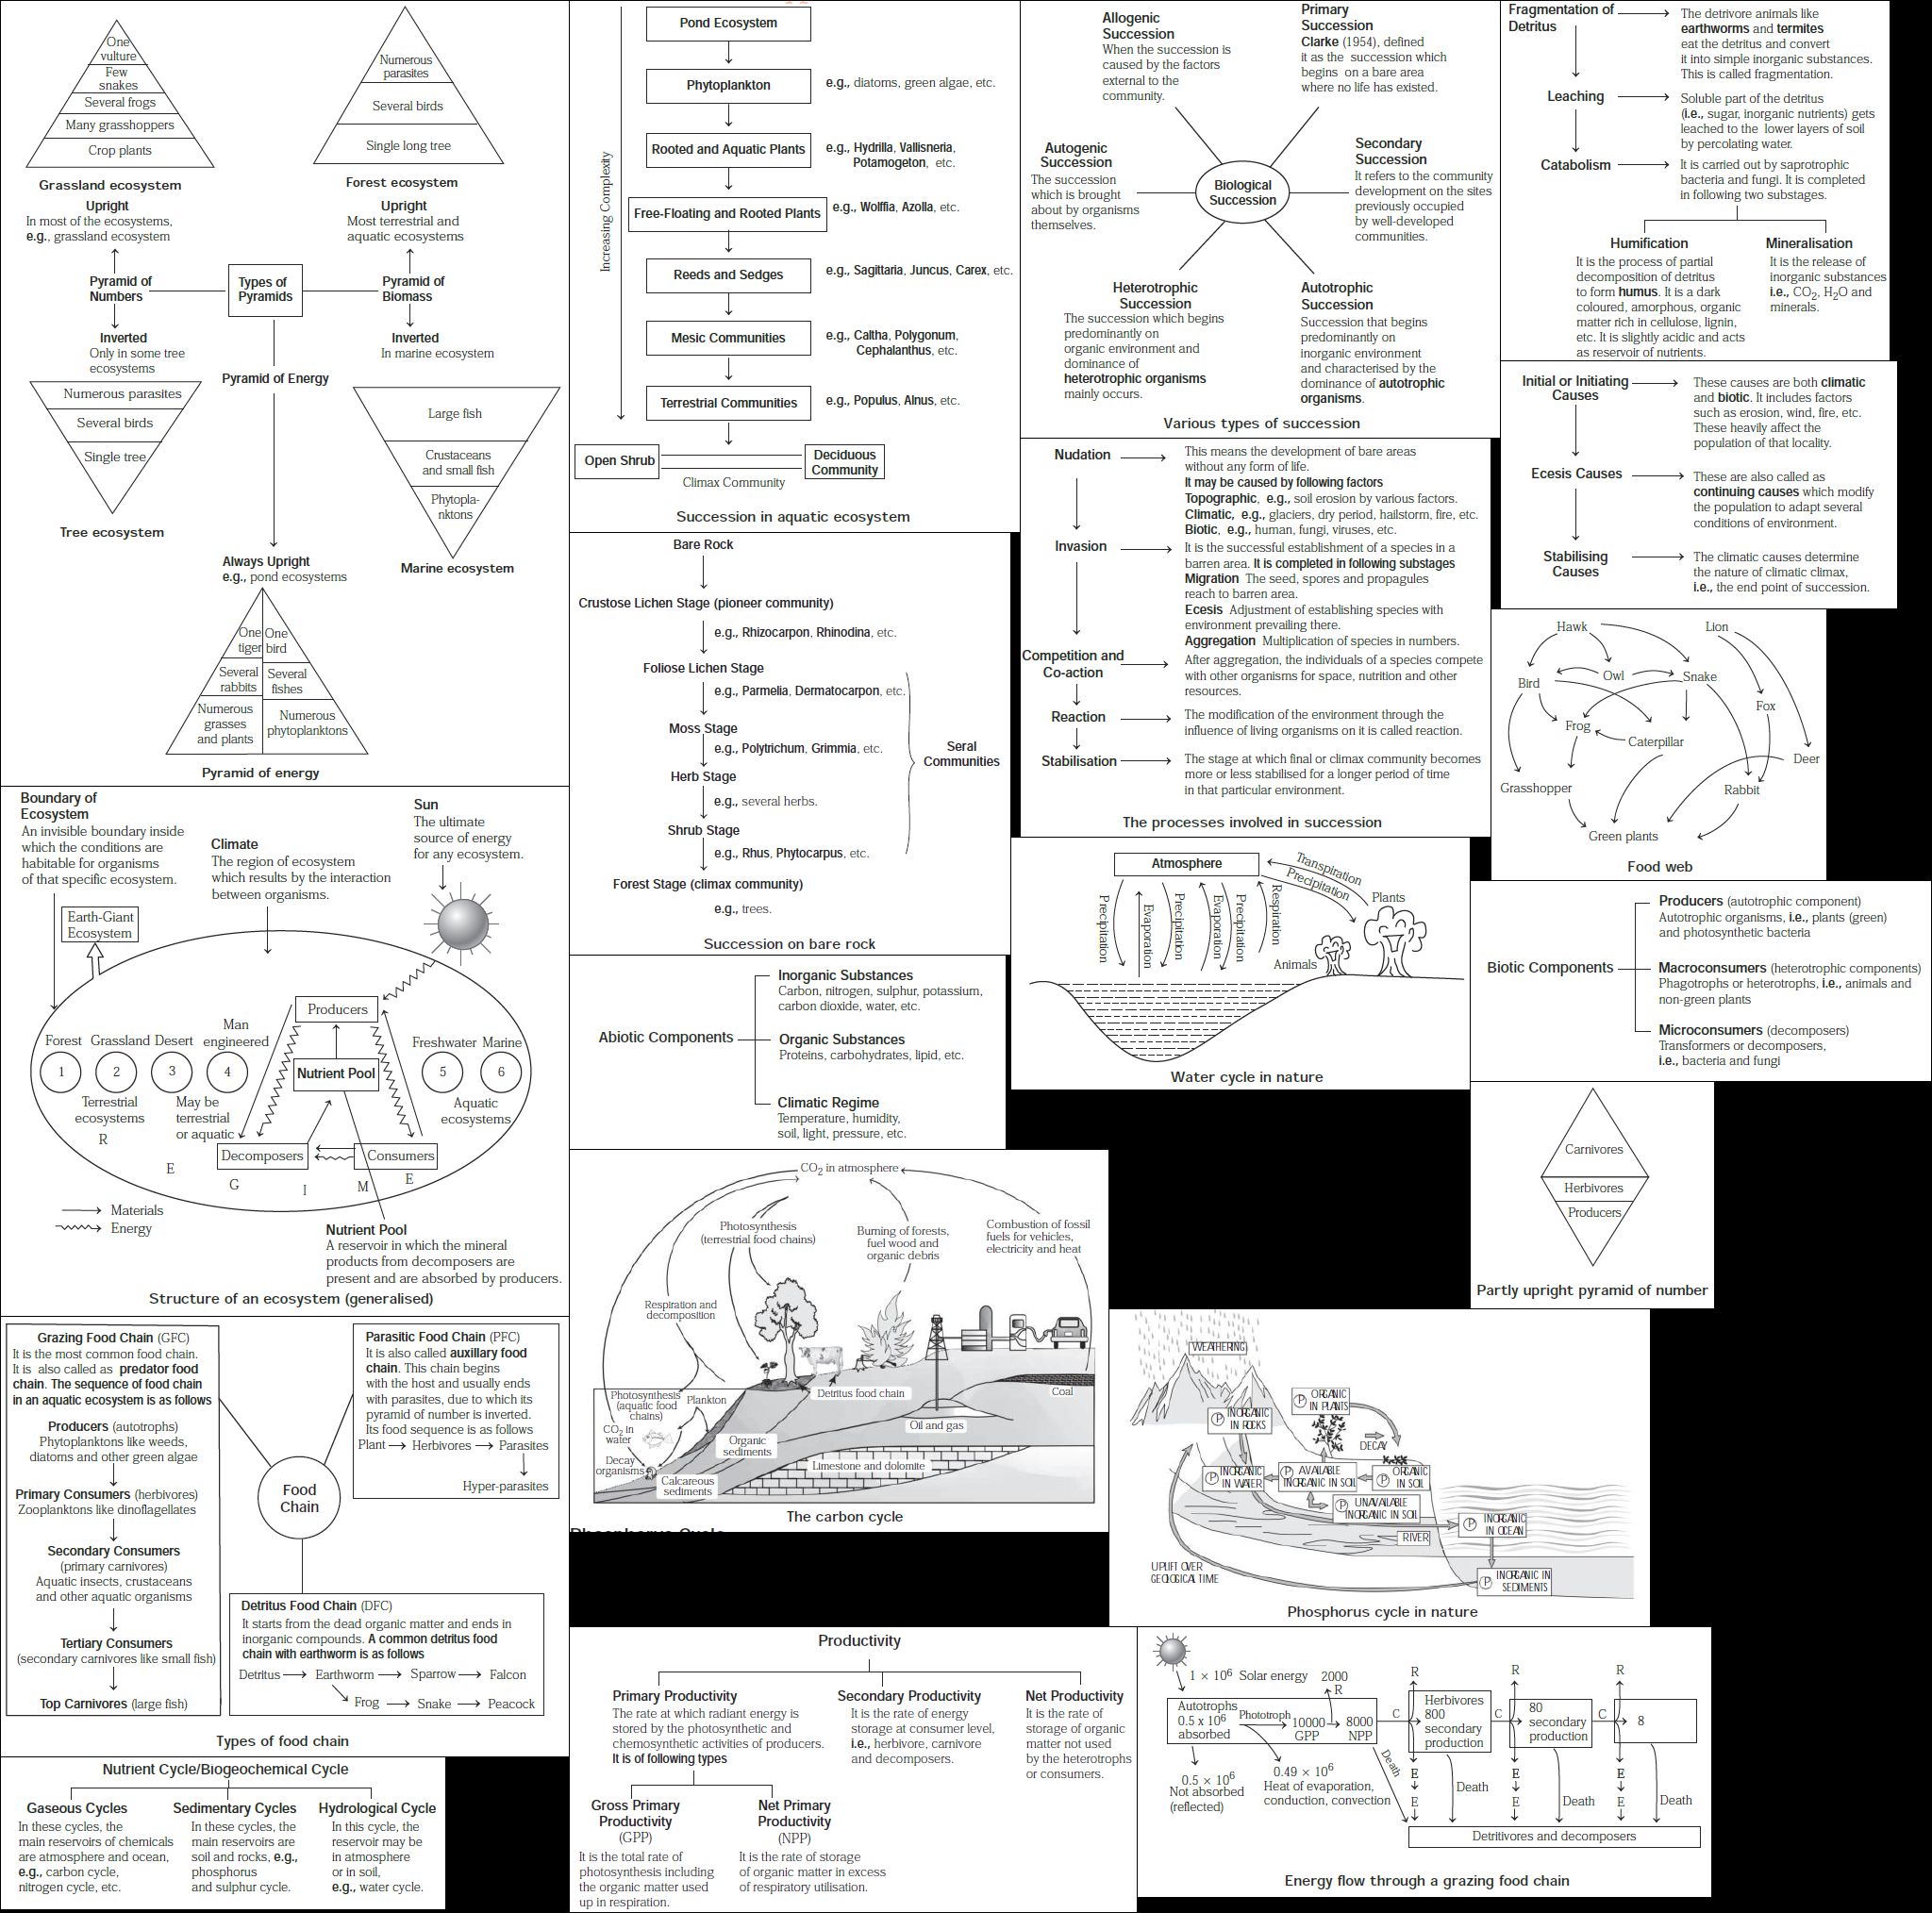 One
vulture
Few
snakes
Several frogs
Many grasshoppers
Crop plants
Grassland ecosystem
Numerous
parasites
Several birds
Single long tree
Forest ecosystem
Upright
In most of the ecosystems,
e.g., grassland ecosystem
Upright
Most terrestrial and
aquatic ecosystems
Pyramid of
Numbers
Types of
Pyramids
Pyramid of
Biomass
Inverted
Only in some tree
ecosystems
Inverted
In marine ecosystem
Pyramid of Energy
Numerous parasites
Several birds
Single tree
Tree ecosystem
Large fish
Crustaceans
and small fish
Phytopla-
nktons
Marine ecosystem
Always Upright
e.g., pond ecosystems
One
tiger
One
bird
Several
rabbits
Several
fishes
Numerous
grasses
and plants
Numerous
phytoplanktons
Pyramid of energy
Boundary of
Ecosystem
An invisible boundary inside
which the conditions are
habitable for organisms
of that specific ecosystem.
Climate
The region of ecosystem
which results by the interaction
between organisms.
Sun
The ultimate
source of energy
for any ecosystem.
Earth-Giant
Ecosystem
Producers
Forest
Grassland
Desert
Man
engineered
Freshwater
Marine
1
2
3
4
Nutrient Pool
5
6
Terrestrial
ecosystems
May be
terrestrial
or aquatic
Aquatic
ecosystems
Decomposers
Consumers
R
E
G
I
M
E
Materials
Energy
Nutrient Pool
A reservoir in which the mineral
products from decomposers are
present and are absorbed by producers.
Structure of an ecosystem (generalised)
Grazing Food Chain (GFC)
It is the most common food chain.
It is also called as predator food
chain. The sequence of food chain
in an aquatic ecosystem is as follows
Producers (autotrophs)
Phytoplanktons like weeds,
diatoms and other green algae
Primary Consumers (herbivores)
Zooplanktons like dinoflagellates
Secondary Consumers
(primary carnivores)
Aquatic insects, crustaceans
and other aquatic organisms
Tertiary Consumers
(secondary carnivores like small fish)
Top Carnivores (large fish)
Parasitic Food Chain (PFC)
It is also called auxillary food
chain. This chain begins
with the host and usually ends
with parasites, due to which its
pyramid of number is inverted.
Its food sequence is as follows
Plant Herbivores Parasites
Hyper-parasites
Food
Chain
Detritus Food Chain (DFC)
It starts from the dead organic matter and ends in
inorganic compounds. A common detritus food
chain with earthworm is as follows
Detritus Earthworm Sparrow Falcon
Frog Snake Peacock
Types of food chain
Nutrient Cycle/Biogeochemical Cycle
Gaseous Cycles
In these cycles, the
main reservoirs of chemicals
are atmosphere and ocean,
e.g., carbon cycle,
nitrogen cycle, etc.
Sedimentary Cycles
In these cycles, the
main reservoirs are
soil and rocks, e.g.,
phosphorus
and sulphur cycle.
Hydrological Cycle
In this cycle, the
reservoir may be
in atmosphere
or in soil,
e.g., water cycle.
Increasing Complexity
Pond Ecosystem
Phytoplankton
e.g., diatoms, green algae, etc.
Rooted and Aquatic Plants
e.g., Hydrilla, Vallisneria,
Potamogeton, etc.
Free-Floating and Rooted Plants
e.g., Wolffia, Azolla, etc.
Reeds and Sedges
e.g., Sagittaria, Juncus, Carex, etc.
Mesic Communities
e.g., Caltha, Polygonum,
Cephalanthus, etc.
Terrestrial Communities
e.g., Populus, Alnus, etc.
Open Shrub
Deciduous
Community
Climax Community
Succession in aquatic ecosystem
Bare Rock
Crustose Lichen Stage (pioneer community)
e.g., Rhizocarpon, Rhinodina, etc.
Foliose Lichen Stage
e.g., Parmelia, Dermatocarpon, etc.
Moss Stage
e.g., Polytrichum, Grimmia, etc.
Herb Stage
e.g., several herbs.
Shrub Stage
e.g., Rhus, Phytocarpus, etc.
Seral
Communities
Forest Stage (climax community)
e.g., trees.
Succession on bare rock
Abiotic Components
Inorganic Substances
Carbon, nitrogen, sulphur, potassium,
carbon dioxide, water, etc.
Organic Substances
Proteins, carbohydrates, lipid, etc.
Climatic Regime
Temperature, humidity,
soil, light, pressure, etc.
CO2 in atmosphere
Photosynthesis
(terrestrial food chains)
Burning of forests,
fuel wood and
organic debris
Combustion of fossil
fuels for vehicles,
electricity and heat
Respiration and
decomposition
Photosynthesis
(aquatic food
chains)
Plankton
Detritus food chain
Coal
CO2 in
water
Oil and gas
Organic
sediments
Decay
organisms
Limestone and dolomite
Calcareous
sediments
The carbon cycle
Phosphorus Cycle
Productivity
Primary Productivity
The rate at which radiant energy is
stored by the photosynthetic and
chemosynthetic activities of producers.
It is of following types
Secondary Productivity
It is the rate of energy
storage at consumer level,
i.e., herbivore, carnivore
and decomposers.
Net Productivity
It is the rate of
storage of organic
matter not used
by the heterotrophs
or consumers.
Gross Primary
Productivity
(GPP)
It is the total rate of
photosynthesis including
the organic matter used
up in respiration.
Net Primary
Productivity
(NPP)
It is the rate of storage
of organic matter in excess
of respiratory utilisation.
Allogenic
Succession
When the succession is
caused by the factors
external to the
community.
Primary
Succession
Clarke (1954), defined
it as the succession which
begins on a bare area
where no life has existed.
Autogenic
Succession
The succession
which is brought
about by organisms
themselves.
Biological
Succession
Secondary
Succession
It refers to the community
development on the sites
previously occupied
by well-developed
communities.
Heterotrophic
Succession
The succession which begins
predominantly on
organic environment and
dominance of
heterotrophic organisms
mainly occurs.
Autotrophic
Succession
Succession that begins
predominantly on
inorganic environment
and characterised by the
dominance of autotrophic
organisms.
Various types of succession
Nudation
This means the development of bare areas
without any form of life.
It may be caused by following factors
Topographic, e.g., soil erosion by various factors.
Climatic, e.g., glaciers, dry period, hailstorm, fire, etc.
Biotic, e.g., human, fungi, viruses, etc.
Invasion
It is the successful establishment of a species in a
barren area. It is completed in following substages
Migration The seed, spores and propagules
reach to barren area.
Ecesis Adjustment of establishing species with
environment prevailing there.
Aggregation Multiplication of species in numbers.
Competition and
Co-action
After aggregation, the individuals of a species compete
with other organisms for space, nutrition and other
resources.
Reaction
The modification of the environment through the
influence of living organisms on it is called reaction.
Stabilisation
The stage at which final or climax community becomes
more or less stabilised for a longer period of time
in that particular environment.
The processes involved in succession
Atmosphere
Transpiration
Precipitation
Precipitation
Evaporation
Precipitation
Evaporation
Precipitation
Respiration
Plants
Animals
Water cycle in nature
Fragmentation of
Detritus
The detrivore animals like
earthworms and termites
eat the detritus and convert
it into simple inorganic substances.
This is called fragmentation.
Leaching
Soluble part of the detritus
(i.e., sugar, inorganic nutrients) gets
leached to the lower layers of soil
by percolating water.
Catabolism
It is carried out by saprotrophic
bacteria and fungi. It is completed
in following two substages.
Humification
It is the process of partial
decomposition of detritus
to form humus. It is a dark
coloured, amorphous, organic
matter rich in cellulose, lignin,
etc. It is slightly acidic and acts
as reservoir of nutrients.
Mineralisation
It is the release of
inorganic substances
i.e., CO2, H2O and
minerals.
Initial or Initiating
Causes
These causes are both climatic
and biotic. It includes factors
such as erosion, wind, fire, etc.
These heavily affect the
population of that locality.
Ecesis Causes
These are also called as
continuing causes which modify
the population to adapt several
conditions of environment.
Stabilising
Causes
The climatic causes determine
the nature of climatic climax,
i.e., the end point of succession.
Hawk
Lion
Bird
Owl
Snake
Fox
Frog
Caterpillar
Deer
Grasshopper
Rabbit
Green plants
Food web
Biotic Components
Producers (autotrophic component)
Autotrophic organisms, i.e., plants (green)
and photosynthetic bacteria
Macroconsumers (heterotrophic components)
Phagotrophs or heterotrophs, i.e., animals and
non-green plants
Microconsumers (decomposers)
Transformers or decomposers,
i.e., bacteria and fungi
Carnivores
Herbivores
Producers
Partly upright pyramid of number
WEATHERING
P ORGANIC
IN PLANTS
P INORGANIC
IN ROCKS
DECAY
P INORGANIC
IN WATER
P AVAILABLE
INORGANIC IN SOIL
P ORGANIC
IN SOIL
P UNAVAILABLE
INORGANIC IN SOIL
P INORGANIC
IN OCEAN
RIVER
UPLIFT OVER
GEOLOGICAL TIME
P INORGANIC IN
SEDIMENTS
Phosphorus cycle in nature
1 × 10⁶ Solar energy
2000
R
Autotrophs
0.5 x 10⁶
absorbed
Phototroph
10000
GPP
8000
NPP
C
R
Herbivores
800
secondary
production
C
R
80
secondary
production
C
R
8
0.5 × 10⁶
Not absorbed
(reflected)
0.49 × 10⁶
Heat of evaporation,
conduction, convection
Death
E
E
Death
E
E
Death
E
E
Death
Detritivores and decomposers
Energy flow through a grazing food chain